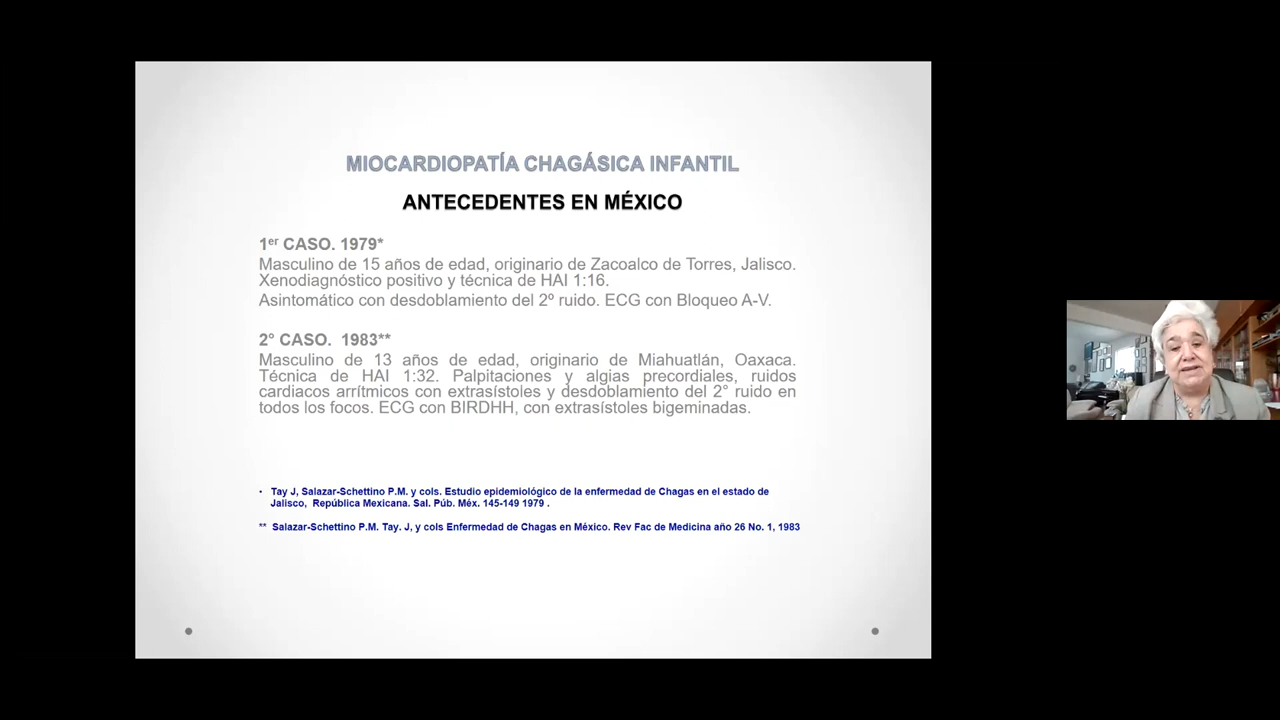 MIOCARDIOPATÍA CHAGÁSICA INFANTIL
ANTECEDENTES EN MÉXICO
1er CASO. 1979*
Masculino de 15 años de edad, originario de Zacoalco de Torres, Jalisco.
Xenodiagnóstico positivo y técnica de HAI 1:16.
Asintomático con desdoblamiento del 2º ruido. ECG con Bloqueo A-V.
2° CASO. 1983**
Masculino de 13 años de edad, originario de Miahuatlán, Oaxaca.
Técnica de HAI 1:32. Palpitaciones y algias precordiales, ruidos
cardiacos arrítmicos con extrasístoles y desdoblamiento del 2° ruido en
todos los focos. ECG con BIRDHH, con extrasístoles bigeminadas.
• Tay J, Salazar-Schettino P.M. y cols. Estudio epidemiológico de la enfermedad de Chagas en el estado de
Jalisco, República Mexicana. Sal. Púb. Méx. 145-149 1979 .
** Salazar-Schettino P.M. Tay. J, y cols Enfermedad de Chagas en México. Rev Fac de Medicina año 26 No. 1, 1983